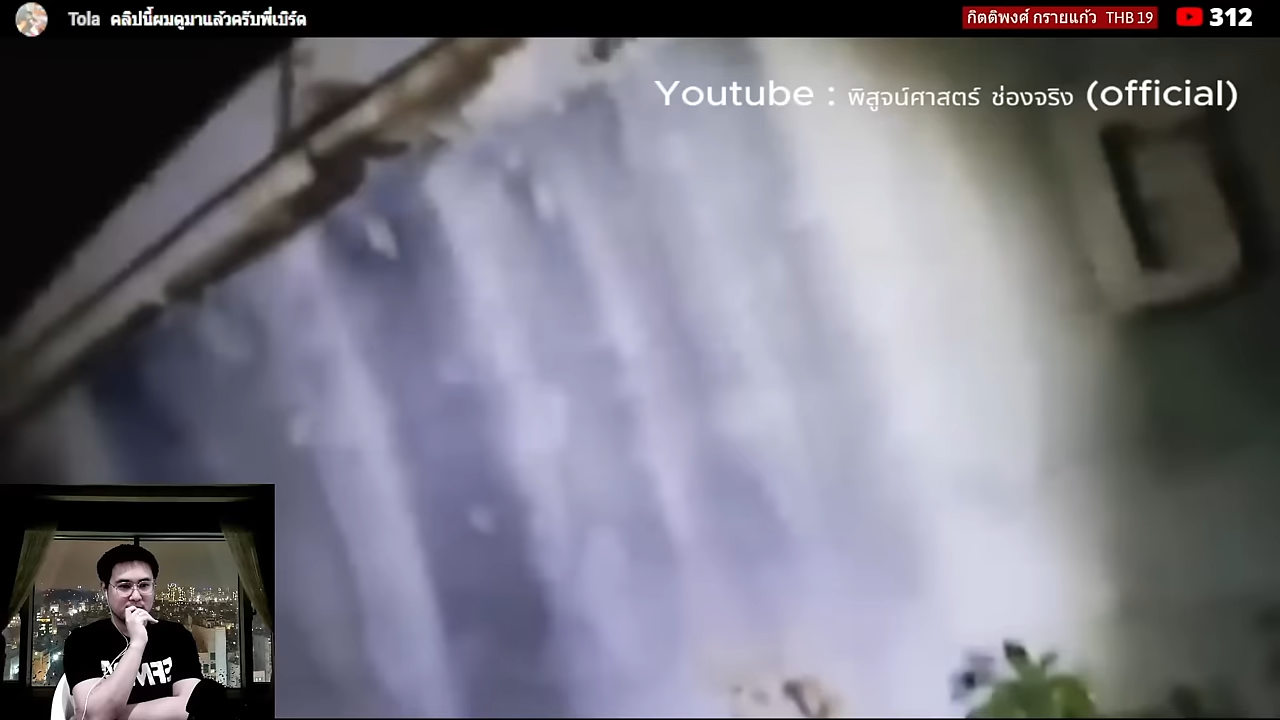 Tola คลิปนี้ผมดูมาแล้วครับพี่เบิร์ด
กิตติพงศ์ กรายแก้ว THB 19
312
Youtube : พิสูจน์ศาสตร์ ช่องจริง (official)